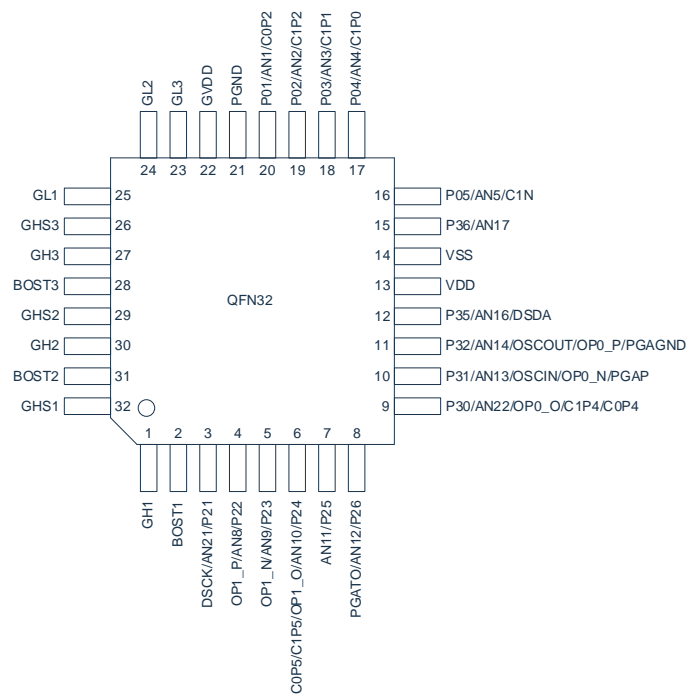 GL2
GL3
GVDD
PGND
P01/AN1/C0P2
P02/AN2/C1P2
P03/AN3/C1P1
P04/AN4/C1P0
24
23
22
21
20
19
18
17
GL1
25
GHS3
26
GH3
27
BOST3
28
GHS2
29
GH2
30
BOST2
31
GHS1
32
QFN32
16
P05/AN5/C1N
15
P36/AN17
14
VSS
13
VDD
12
P35/AN16/DSDA
11
P32/AN14/OSCOUT/OP0_P/PGAGND
10
P31/AN13/OSCIN/OP0_N/PGAP
9
P30/AN22/OP0_O/C1P4/C0P4
1
2
3
4
5
6
7
8
GH1
BOST1
DSCK/AN21/P21
OP1_P/AN8/P22
OP1_N/AN9/P23
C0P5/C1P5/OP1_O/AN10/P24
AN11/P25
PGATO/AN12/P26